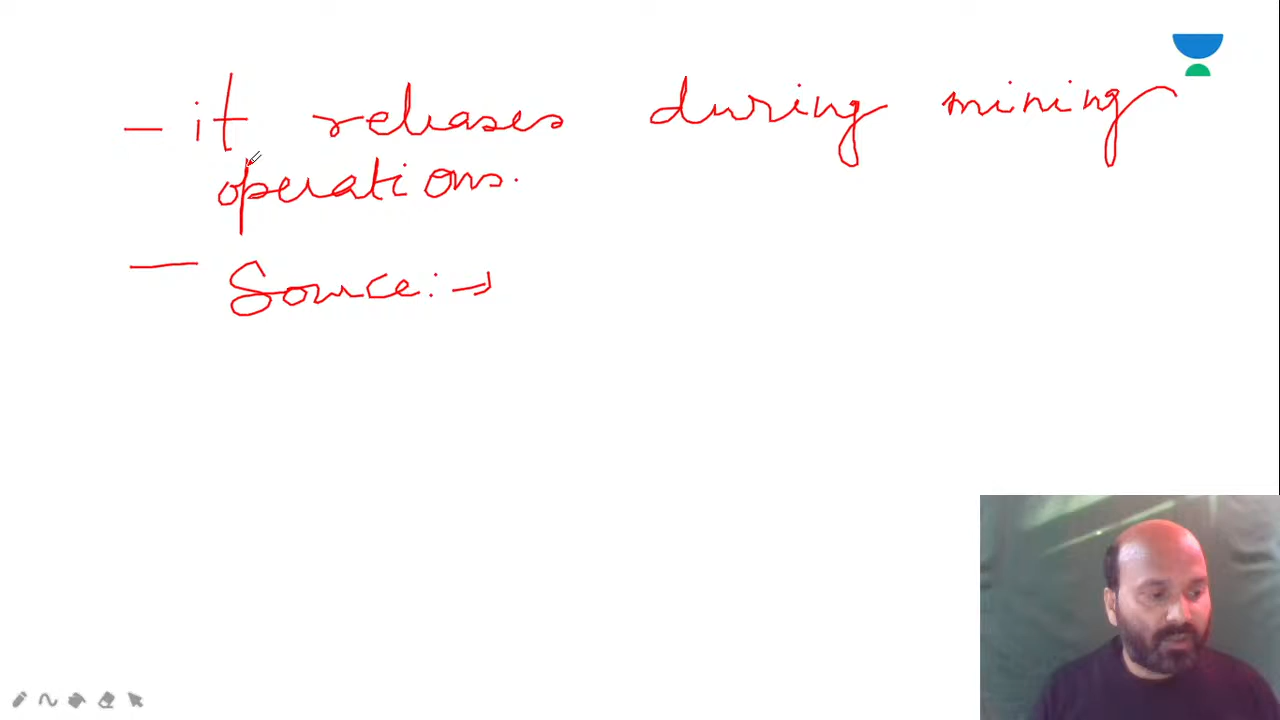 - it releases during mining
operations.
- Source: →